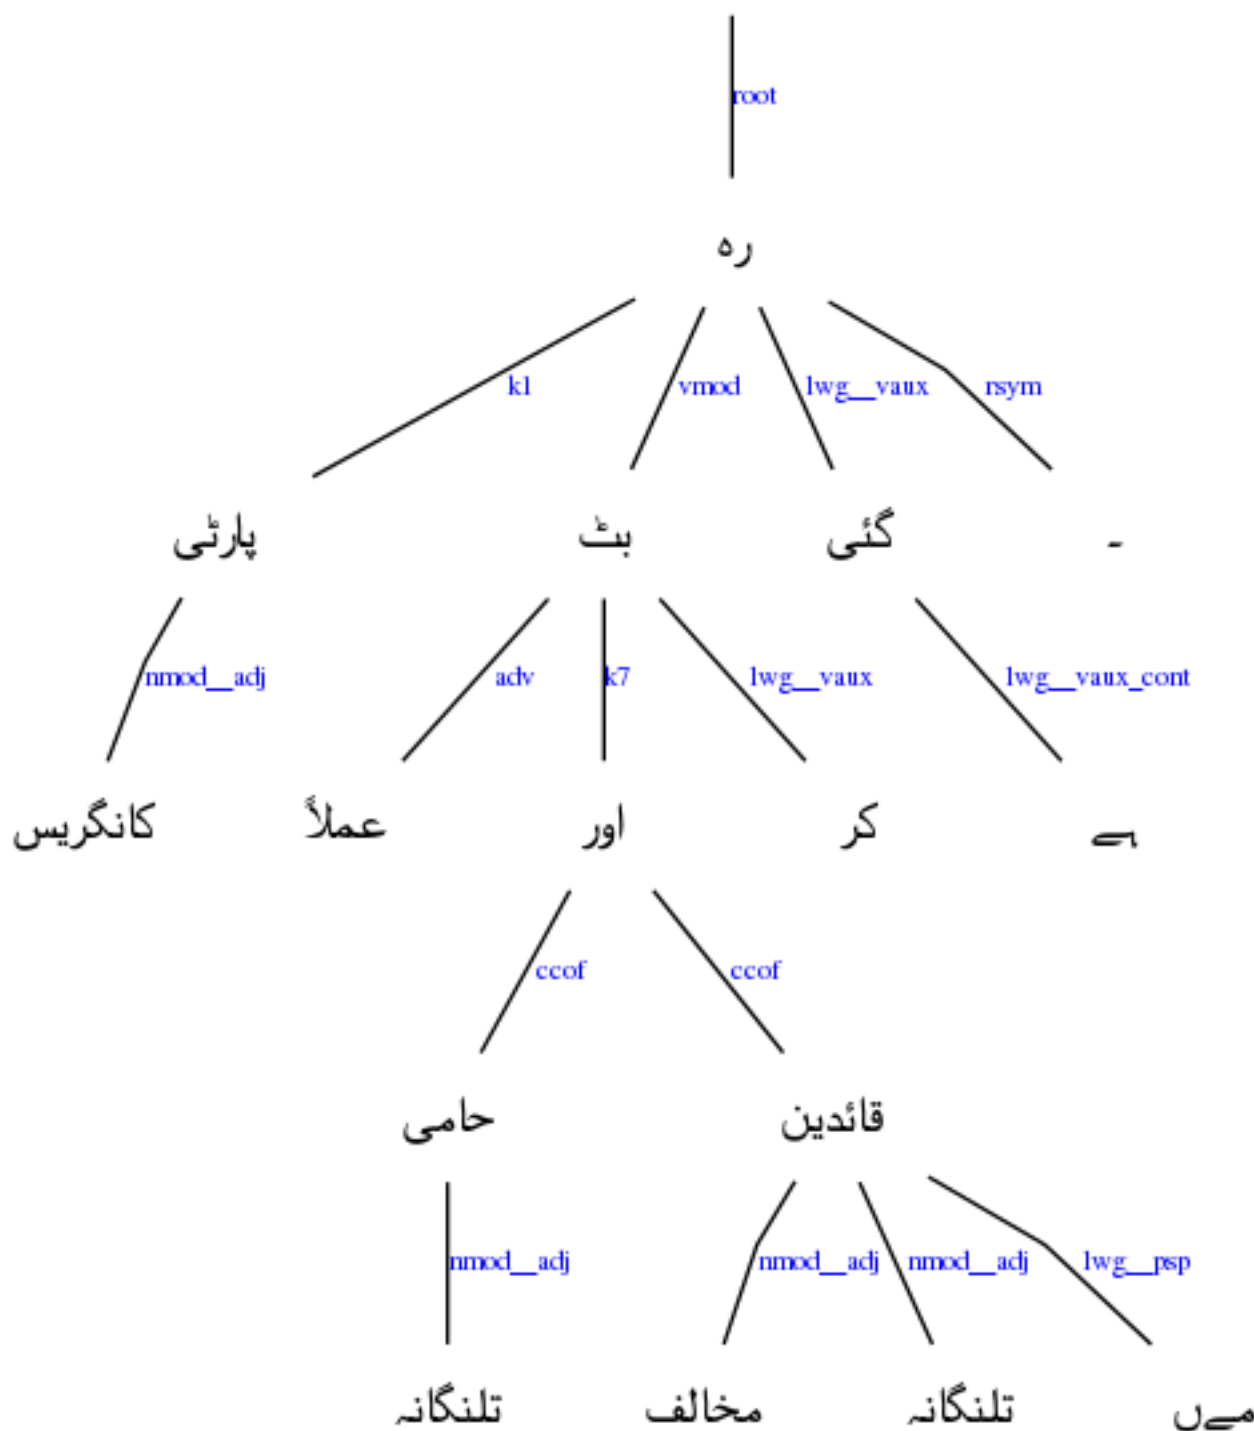 root
رہ
k1 vmod lwg__vaux rsym
پارٹی بٹ گئی ۔
nmod__adj adv k7 lwg__vaux lwg__vaux_cont
کانگریس عملاً اور کر ہے
ccof ccof
حامی قائدین
nmod__adj nmod__adj nmod__adj lwg__psp
تلنگانہ مخالف تلنگانہ مےں